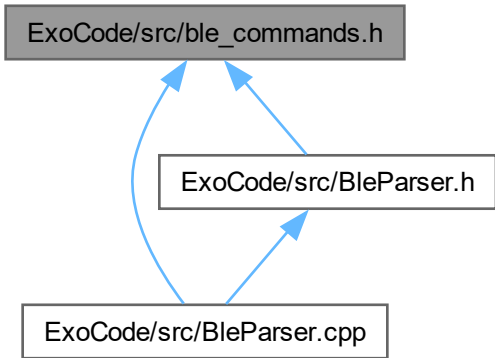 ExoCode/src/ble_commands.h
ExoCode/src/BleParser.h
ExoCode/src/BleParser.cpp